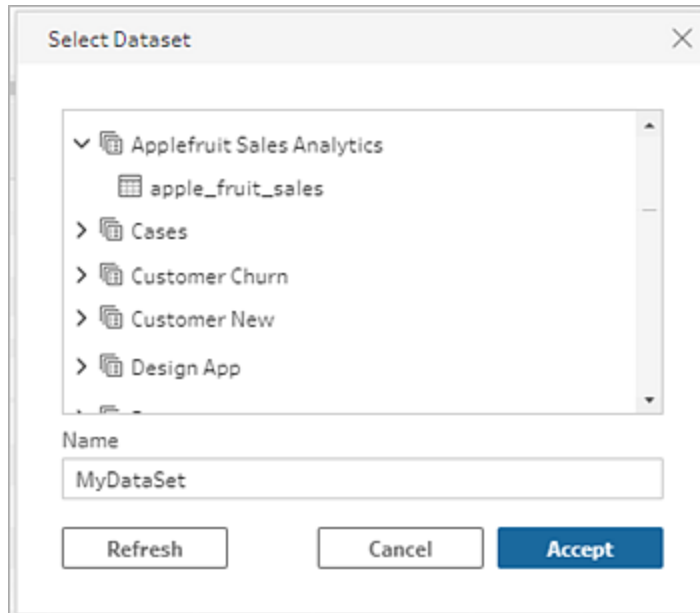 Select Dataset
Applefruit Sales Analytics
apple_fruit_sales
Cases
Customer Churn
Customer New
Design App
Name
MyDataSet
Refresh
Cancel
Accept